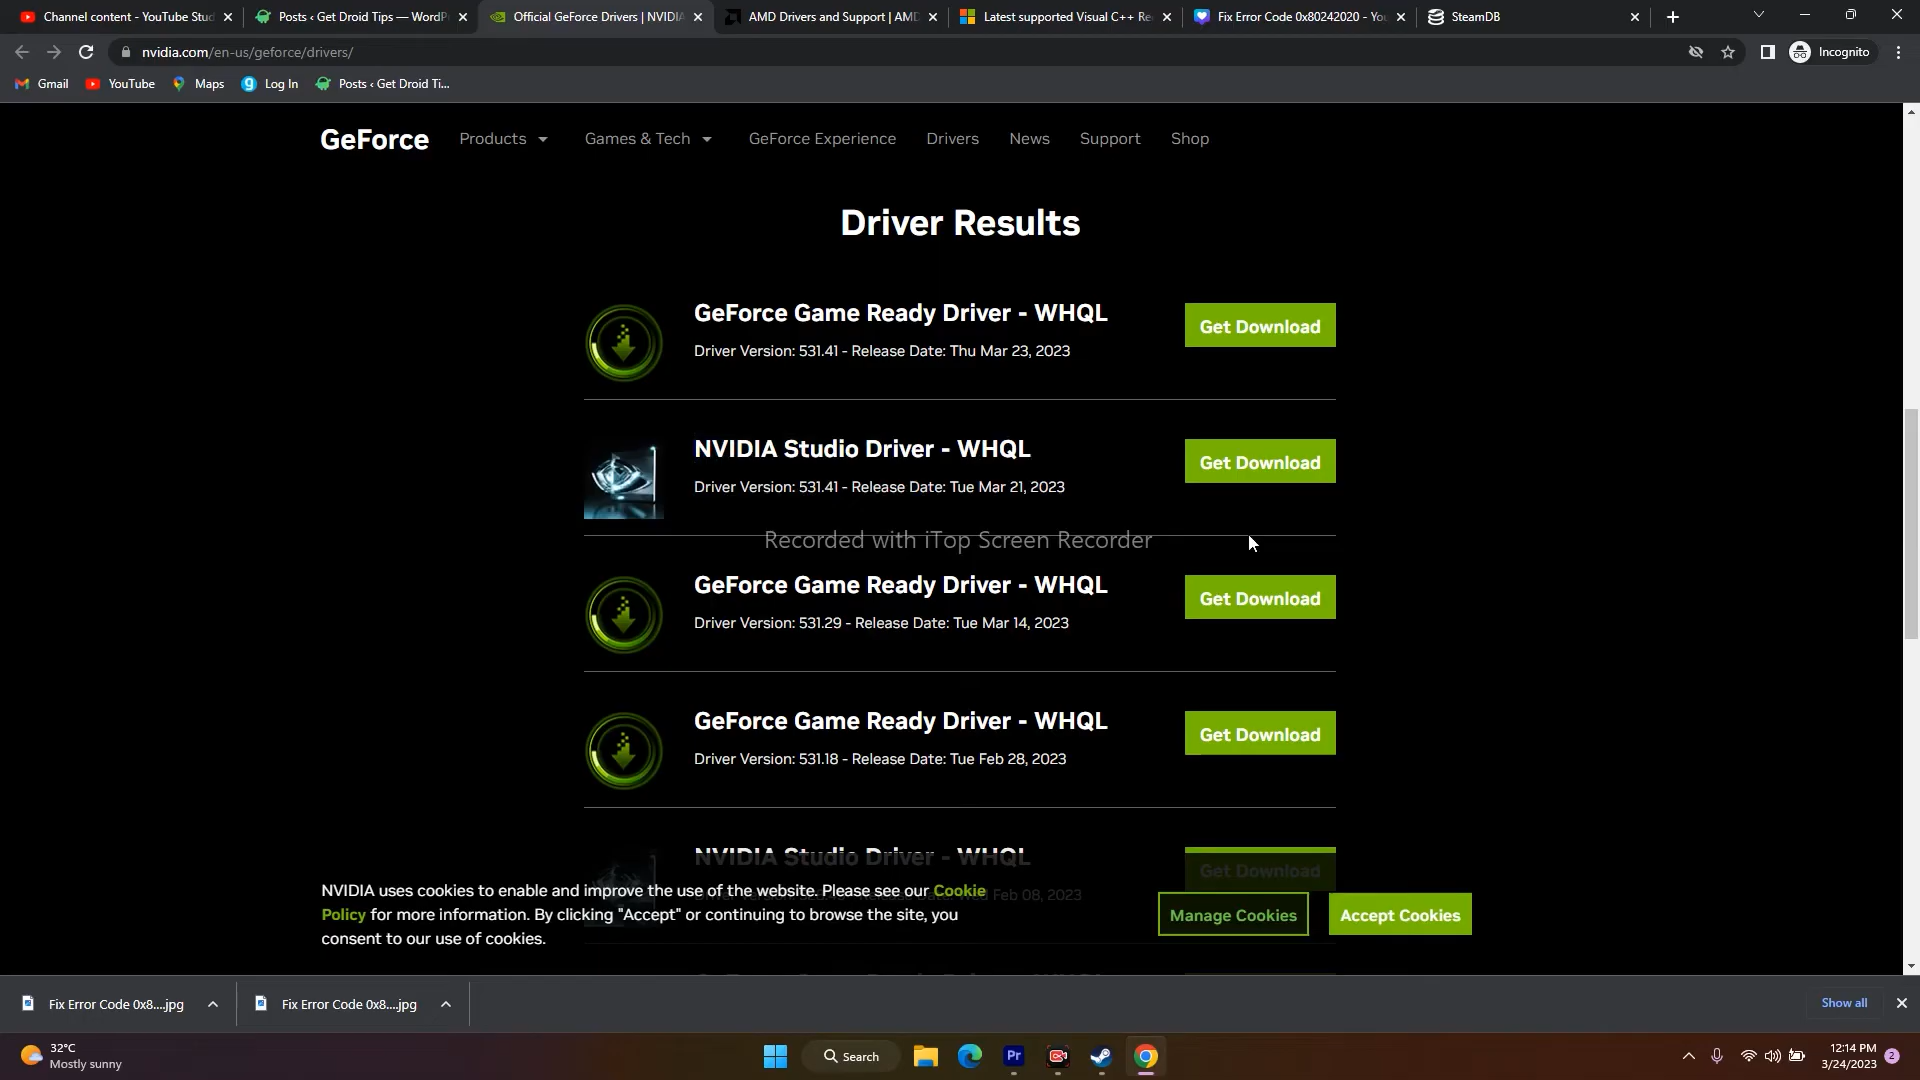 Channel content - YouTube Stud
Posts ‹ Get Droid Tips — WordP
Official GeForce Drivers | NVIDIA
AMD Drivers and Support | AMD
Latest supported Visual C++ Re
Fix Error Code 0x80242020 - You
SteamDB
nvidia.com/en-us/geforce/drivers/
Incognito
Gmail
YouTube
Maps
Log In
Posts ‹ Get Droid Ti...
GeForce
Products
Games & Tech
GeForce Experience
Drivers
News
Support
Shop
Driver Results
GeForce Game Ready Driver - WHQL
Driver Version: 531.41 - Release Date: Thu Mar 23, 2023
Get Download
NVIDIA Studio Driver - WHQL
Driver Version: 531.41 - Release Date: Tue Mar 21, 2023
Get Download
Recorded with iTop Screen Recorder
GeForce Game Ready Driver - WHQL
Driver Version: 531.29 - Release Date: Tue Mar 14, 2023
Get Download
GeForce Game Ready Driver - WHQL
Driver Version: 531.18 - Release Date: Tue Feb 28, 2023
Get Download
NVIDIA Studio Driver - WHQL
Get Download
Feb 08, 2023
NVIDIA uses cookies to enable and improve the use of the website. Please see our Cookie
Policy for more information. By clicking "Accept" or continuing to browse the site, you
consent to our use of cookies.
Manage Cookies
Accept Cookies
Fix Error Code 0x8....jpg
Fix Error Code 0x8....jpg
Show all
32°C
Mostly sunny
Search
Pr
12:14 PM
3/24/2023
2